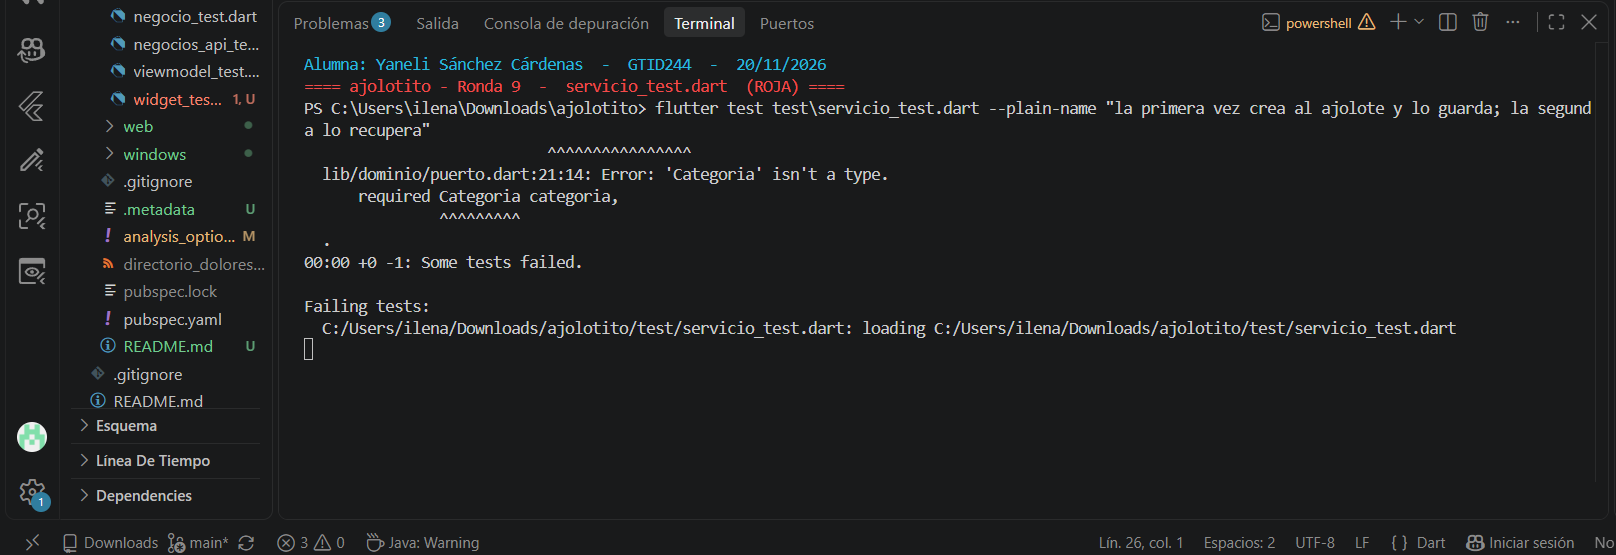 negocio_test.dart
negocios_api_te...
viewmodel_test....
widget_tes... 1, U
web
windows
.gitignore
.metadata U
analysis_optio... M
directorio_dolores...
pubspec.lock
pubspec.yaml
README.md U
.gitignore
README.md
Esquema
Línea De Tiempo
Dependencies
1
Problemas 3 Salida Consola de depuración Terminal Puertos powershell
Alumna: Yaneli Sánchez Cárdenas - GTID244 - 20/11/2026
==== ajolotito - Ronda 9 - servicio_test.dart (ROJA) ====
PS C:\Users\ilena\Downloads\ajolotito> flutter test test\servicio_test.dart --plain-name "la primera vez crea al ajolote y lo guarda; la segund
a lo recupera"
^^^^^^^^^^^^^^^^
lib/dominio/puerto.dart:21:14: Error: 'Categoria' isn't a type.
required Categoria categoria,
^^^^^^^^^
.
00:00 +0 -1: Some tests failed.
Failing tests:
C:/Users/ilena/Downloads/ajolotito/test/servicio_test.dart: loading C:/Users/ilena/Downloads/ajolotito/test/servicio_test.dart
Downloads main* 3 0 Java: Warning Lín. 26, col. 1 Espacios: 2 UTF-8 LF { } Dart Iniciar sesión No